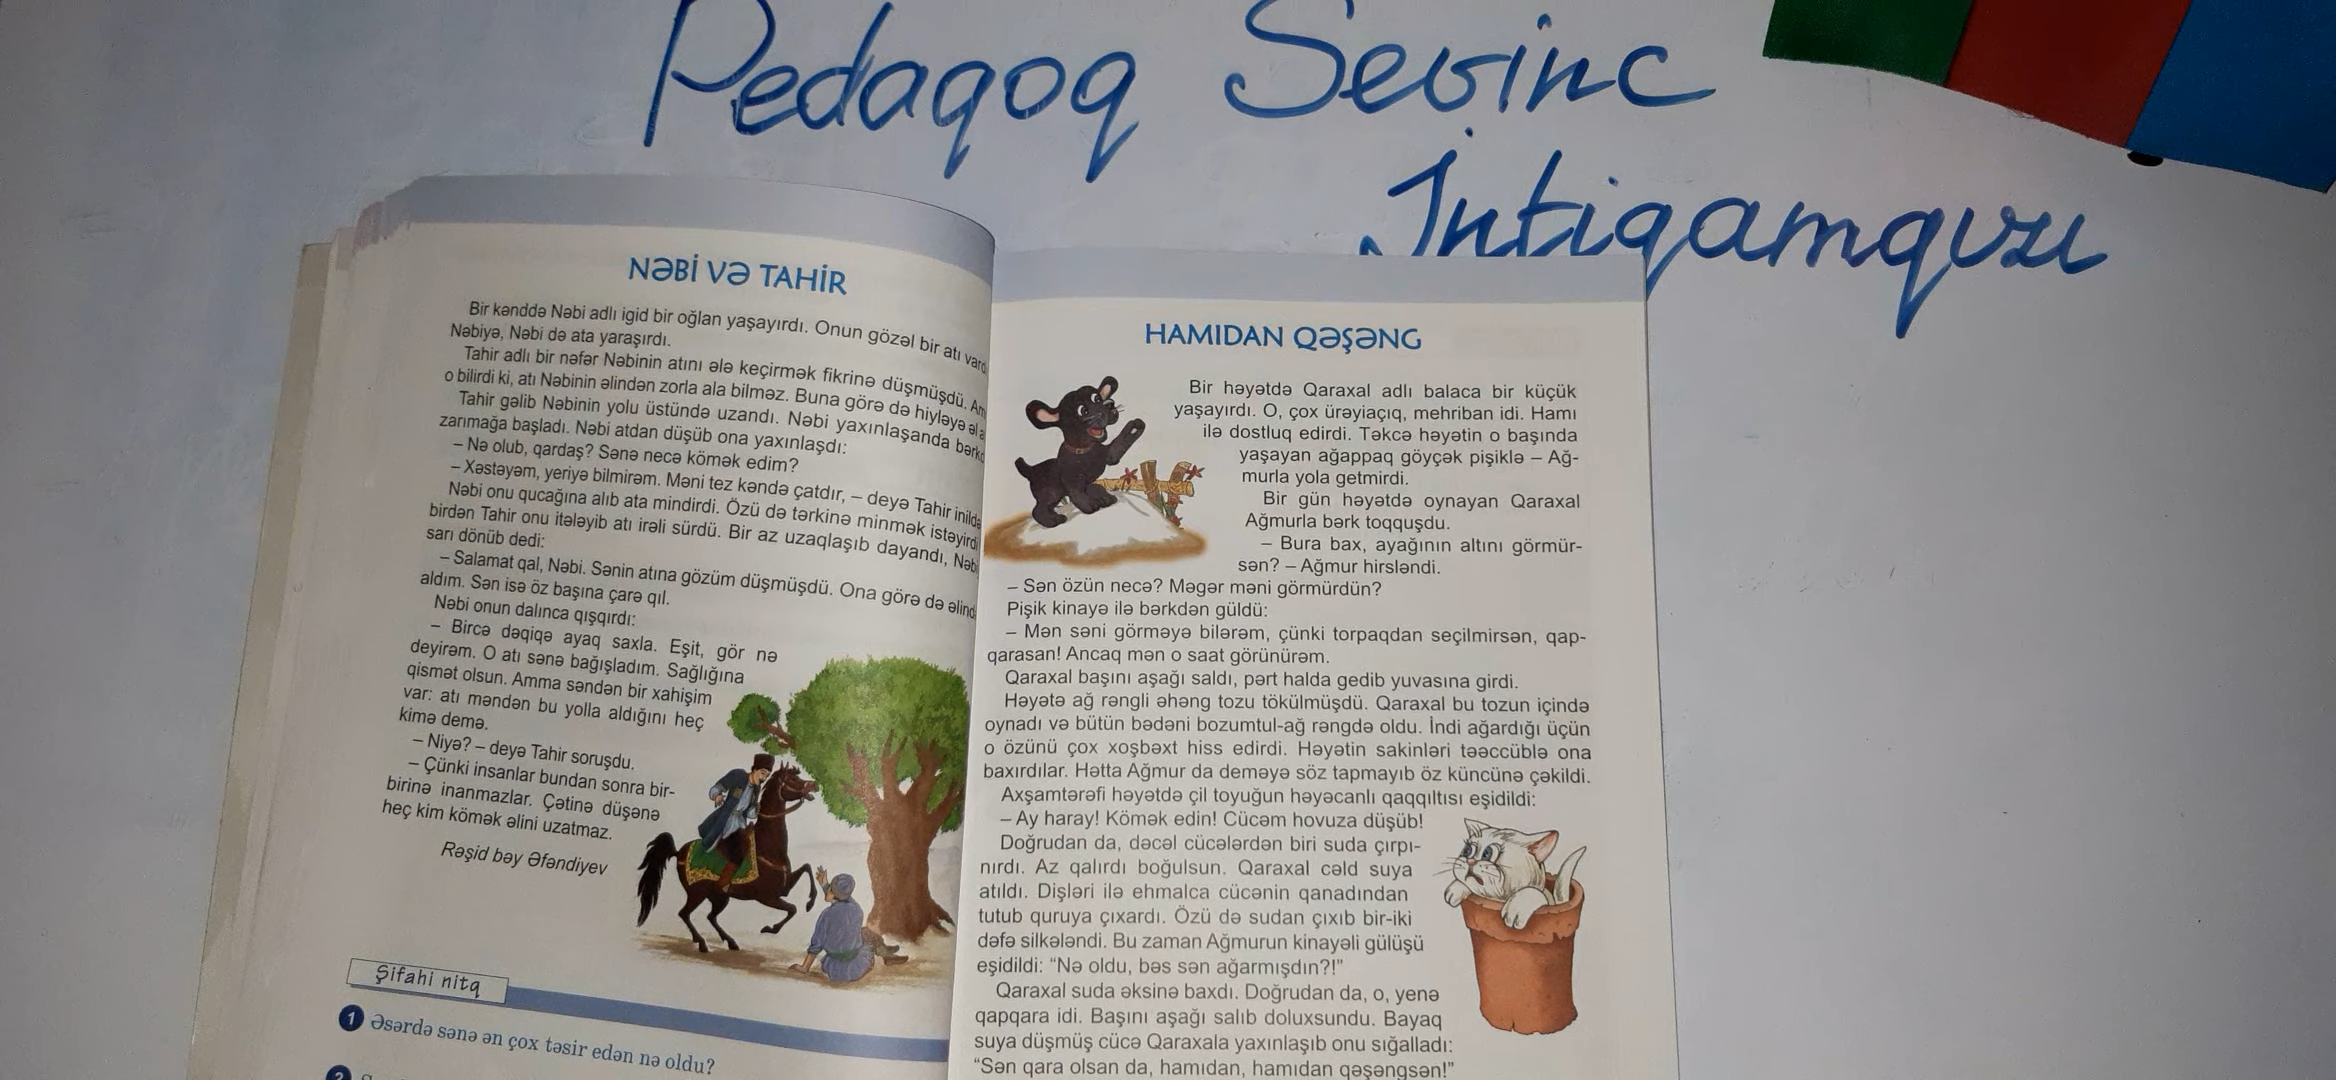 Pedaqoq Sevinc
İntiqamqızı
NƏBİ VƏ TAHİR
Bir kənddə Nəbi adlı igid bir oğlan yaşayırdı. Onun gözəl bir atı vard
Nəbiyə, Nəbi də ata yaraşırdı.
Tahir adlı bir nəfər Nəbinin atını ələ keçirmək fikrinə düşmüşdü. Am
o bilirdi ki, atı Nəbinin əlindən zorla ala bilməz. Buna görə də hiyləyə əl a
Tahir gəlib Nəbinin yolu üstündə uzandı. Nəbi yaxınlaşanda bərkd
zarımağa başladı. Nəbi atdan düşüb ona yaxınlaşdı:
– Nə olub, qardaş? Sənə necə kömək edim?
– Xəstəyəm, yeriyə bilmirəm. Məni tez kəndə çatdır, – deyə Tahir inildə
Nəbi onu qucağına alıb ata mindirdi. Özü də tərkinə minmək istəyirdi
birdən Tahir onu itələyib atı irəli sürdü. Bir az uzaqlaşıb dayandı, Nəbi
sarı dönüb dedi:
– Salamat qal, Nəbi. Sənin atına gözüm düşmüşdü. Ona görə də əlind
aldım. Sən isə öz başına çarə qıl.
Nəbi onun dalınca qışqırdı:
– Bircə dəqiqə ayaq saxla. Eşit, gör nə
deyirəm. O atı sənə bağışladım. Sağlığına
qismət olsun. Amma səndən bir xahişim
var: atı məndən bu yolla aldığını heç
kimə demə.
– Niyə? – deyə Tahir soruşdu.
– Çünki insanlar bundan sonra bir-
birinə inanmazlar. Çətinə düşənə
heç kim kömək əlini uzatmaz.
Rəşid bəy Əfəndiyev
Şifahi nitq
1 Əsərdə sənə ən çox təsir edən nə oldu?
2
HAMIDAN QƏŞƏNG
Bir həyətdə Qaraxal adlı balaca bir küçük
yaşayırdı. O, çox ürəyiaçıq, mehriban idi. Hamı
ilə dostluq edirdi. Təkcə həyətin o başında
yaşayan ağappaq göyçək pişiklə – Ağ-
murla yola getmirdi.
Bir gün həyətdə oynayan Qaraxal
Ağmurla bərk toqquşdu.
– Bura bax, ayağının altını görmür-
sən? – Ağmur hirsləndi.
– Sən özün necə? Məgər məni görmürdün?
Pişik kinayə ilə bərkdən güldü:
– Mən səni görməyə bilərəm, çünki torpaqdan seçilmirsən, qap-
qarasan! Ancaq mən o saat görünürəm.
Qaraxal başını aşağı saldı, pərt halda gedib yuvasına girdi.
Həyətə ağ rəngli əhəng tozu tökülmüşdü. Qaraxal bu tozun içində
oynadı və bütün bədəni bozumtul-ağ rəngdə oldu. İndi ağardığı üçün
o özünü çox xoşbəxt hiss edirdi. Həyətin sakinləri təəccüblə ona
baxırdılar. Hətta Ağmur da deməyə söz tapmayıb öz küncünə çəkildi.
Axşamtərəfi həyətdə çil toyuğun həyəcanlı qaqqıltısı eşidildi:
– Ay haray! Kömək edin! Cücəm hovuza düşüb!
Doğrudan da, dəcəl cücələrdən biri suda çırpı-
nırdı. Az qalırdı boğulsun. Qaraxal cəld suya
atıldı. Dişləri ilə ehmalca cücənin qanadından
tutub quruya çıxardı. Özü də sudan çıxıb bir-iki
dəfə silkələndi. Bu zaman Ağmurun kinayəli gülüşü
eşidildi: “Nə oldu, bəs sən ağarmışdın?!”
Qaraxal suda əksinə baxdı. Doğrudan da, o, yenə
qapqara idi. Başını aşağı salıb doluxsundu. Bayaq
suya düşmüş cücə Qaraxala yaxınlaşıb onu sığalladı:
“Sən qara olsan da, hamıdan, hamıdan qəşəngsən!”